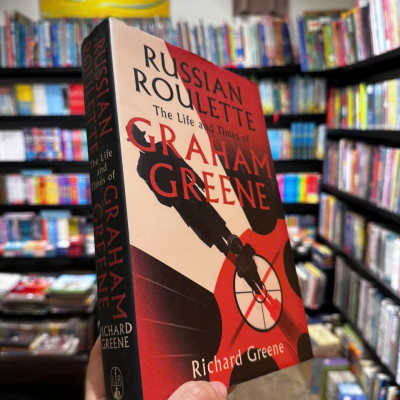 RUSSIAN
ROULETTE
The Life and Times of
GRAHAM
GREENE
Richard Greene
RUSSIAN
ROULETTE
The Life
and
Times of
GRAHAM
GREENE
RICHARD
GREENE